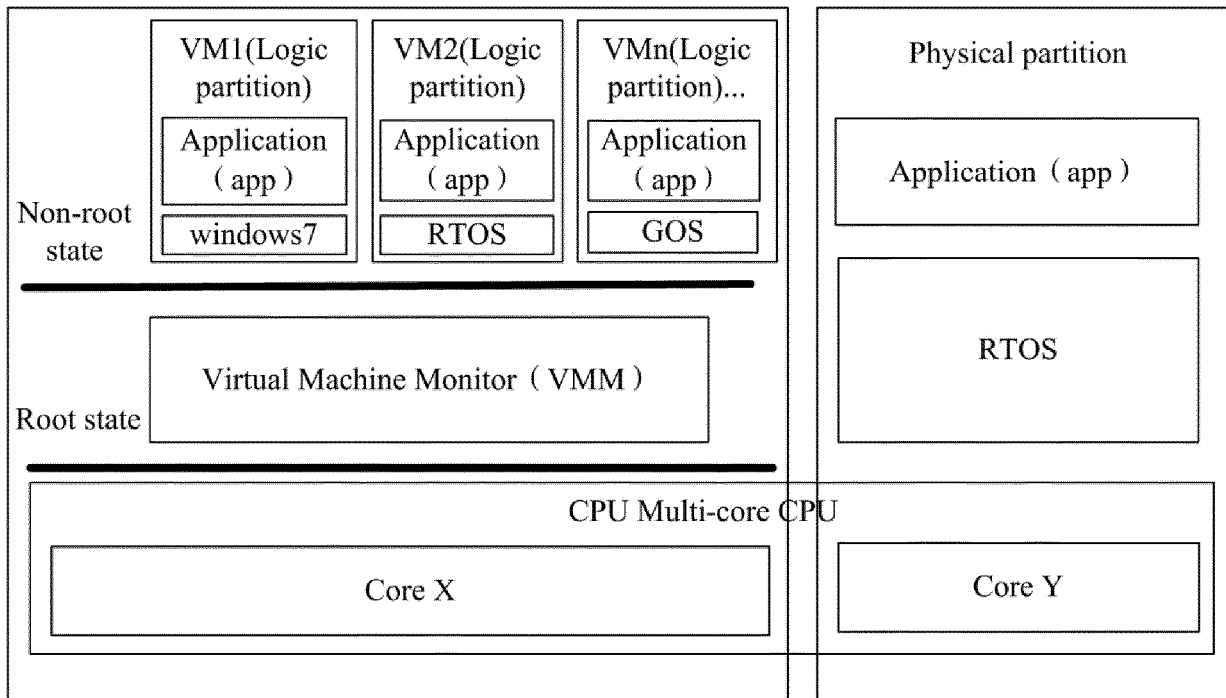 VM1(Logic
partition)
Application
( app )
windows7
VM2(Logic
partition)
Application
( app )
RTOS
VMn(Logic
partition)...
Application
( app )
GOS
Non-root
state
Virtual Machine Monitor ( VMM )
Root state
Physical partition
Application ( app )
RTOS
CPU Multi-core CPU
Core X
Core Y